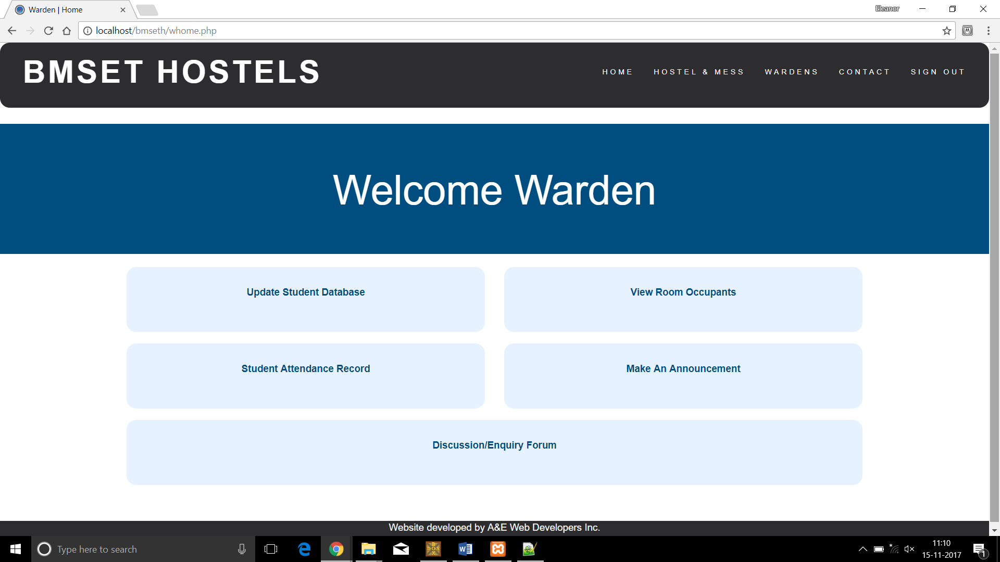 Warden | Home
Eleanor
localhost/bmseth/whome.php
BMSET HOSTELS
HOME HOSTEL & MESS WARDENS CONTACT SIGN OUT
Welcome Warden
Update Student Database View Room Occupants
Student Attendance Record Make An Announcement
Discussion/Enquiry Forum
Website developed by A&E Web Developers Inc.
Type here to search
11:10
15-11-2017
1